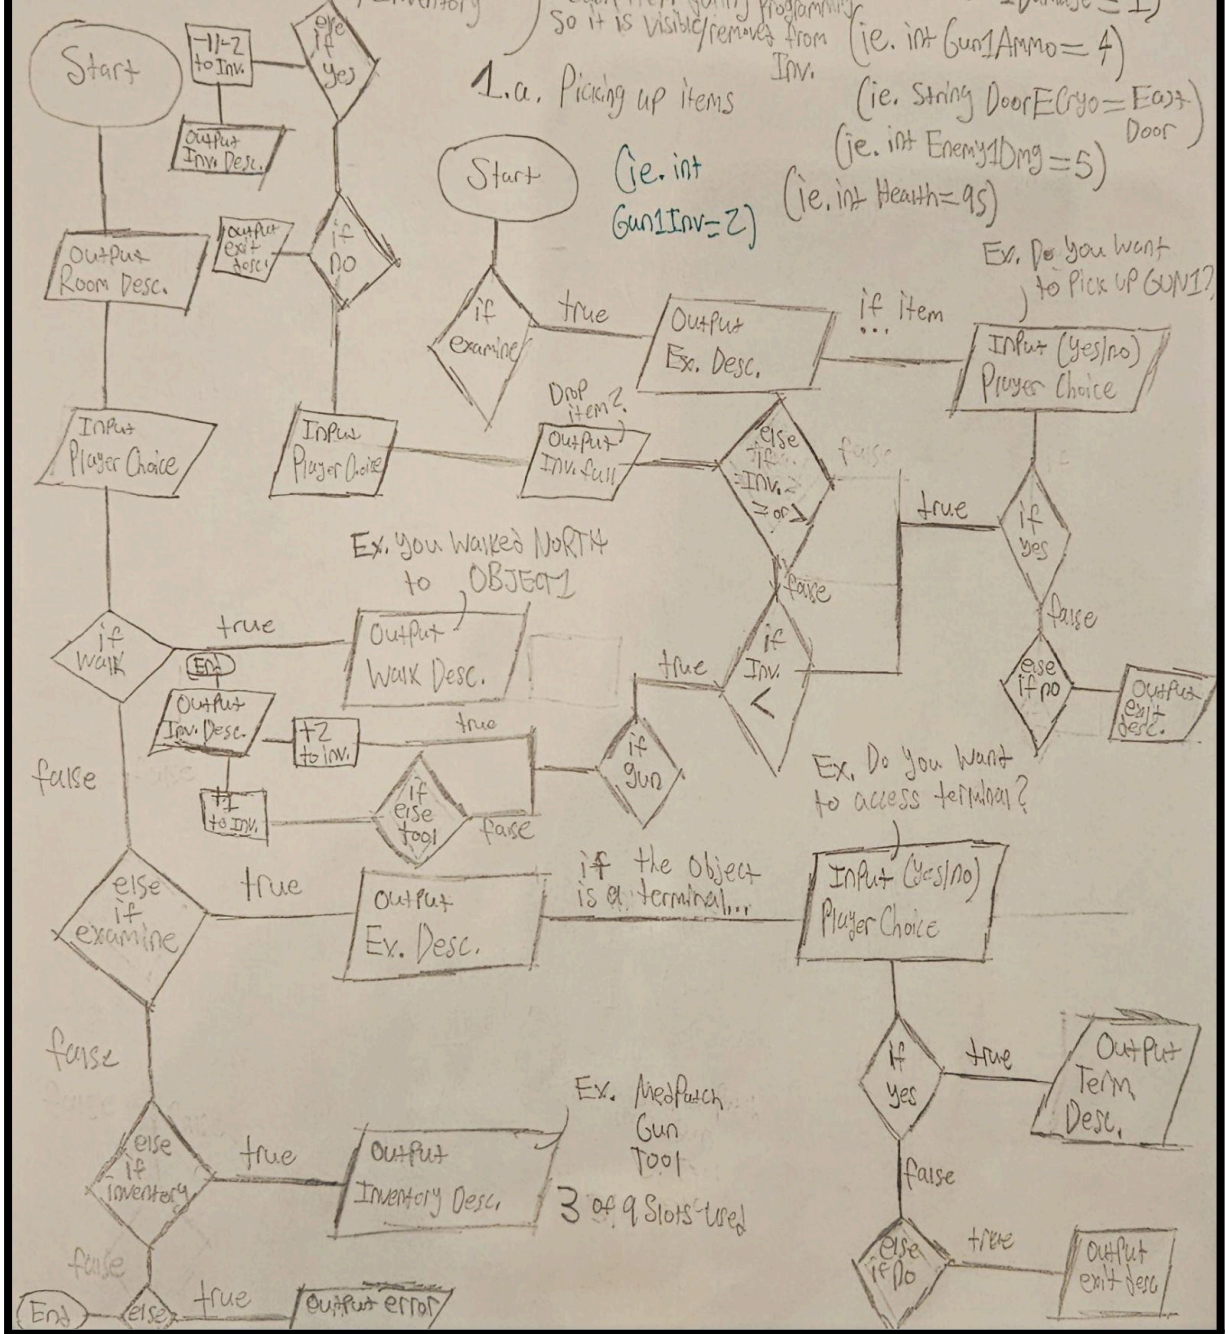 Inventory
So it is visible/removed from
Inv.
(ie. int Gun1Ammo = 4)
(ie. String DoorECryo = East
Door)
(ie. int Enemy1Dmg = 5)
(ie. int Health = 95)
1.a. Picking up items
(ie. int
Gun1Inv = 2)
Start
-1/-2
to Inv.
else
if
yes
Output
Inv. Desc.
Start
Output
Room Desc.
Output
exit
desc.
if
no
if
examine
true
Output
Ex. Desc.
if item
...
Ex. Do you want
to Pick up GUN1?
Input (yes/no)
Player Choice
Input
Player Choice
Input
Player Choice
Drop
item?
Output
Inv. full
else
if
Inv.
= or >
false
true
if
yes
false
else
if no
Output
exit
desc.
Ex. You walked NORTH
to OBJECT1
if
walk
true
Output
Walk Desc.
false
if
Inv.
<
true
if
gun
End
Output
Inv. Desc.
+2
to inv.
true
+1
to Inv.
if
else
tool
false
false
Ex. Do you want
to access terminal?
else
if
examine
true
Output
Ex. Desc.
if the object
is a terminal...
Input (yes/no)
Player Choice
false
if
yes
true
Output
Term
Desc.
false
else
if no
true
Output
exit desc
else
if
inventory
true
Output
Inventory Desc.
Ex. MedPatch
Gun
Tool
3 of 9 Slots used
false
End
else
true
Output error